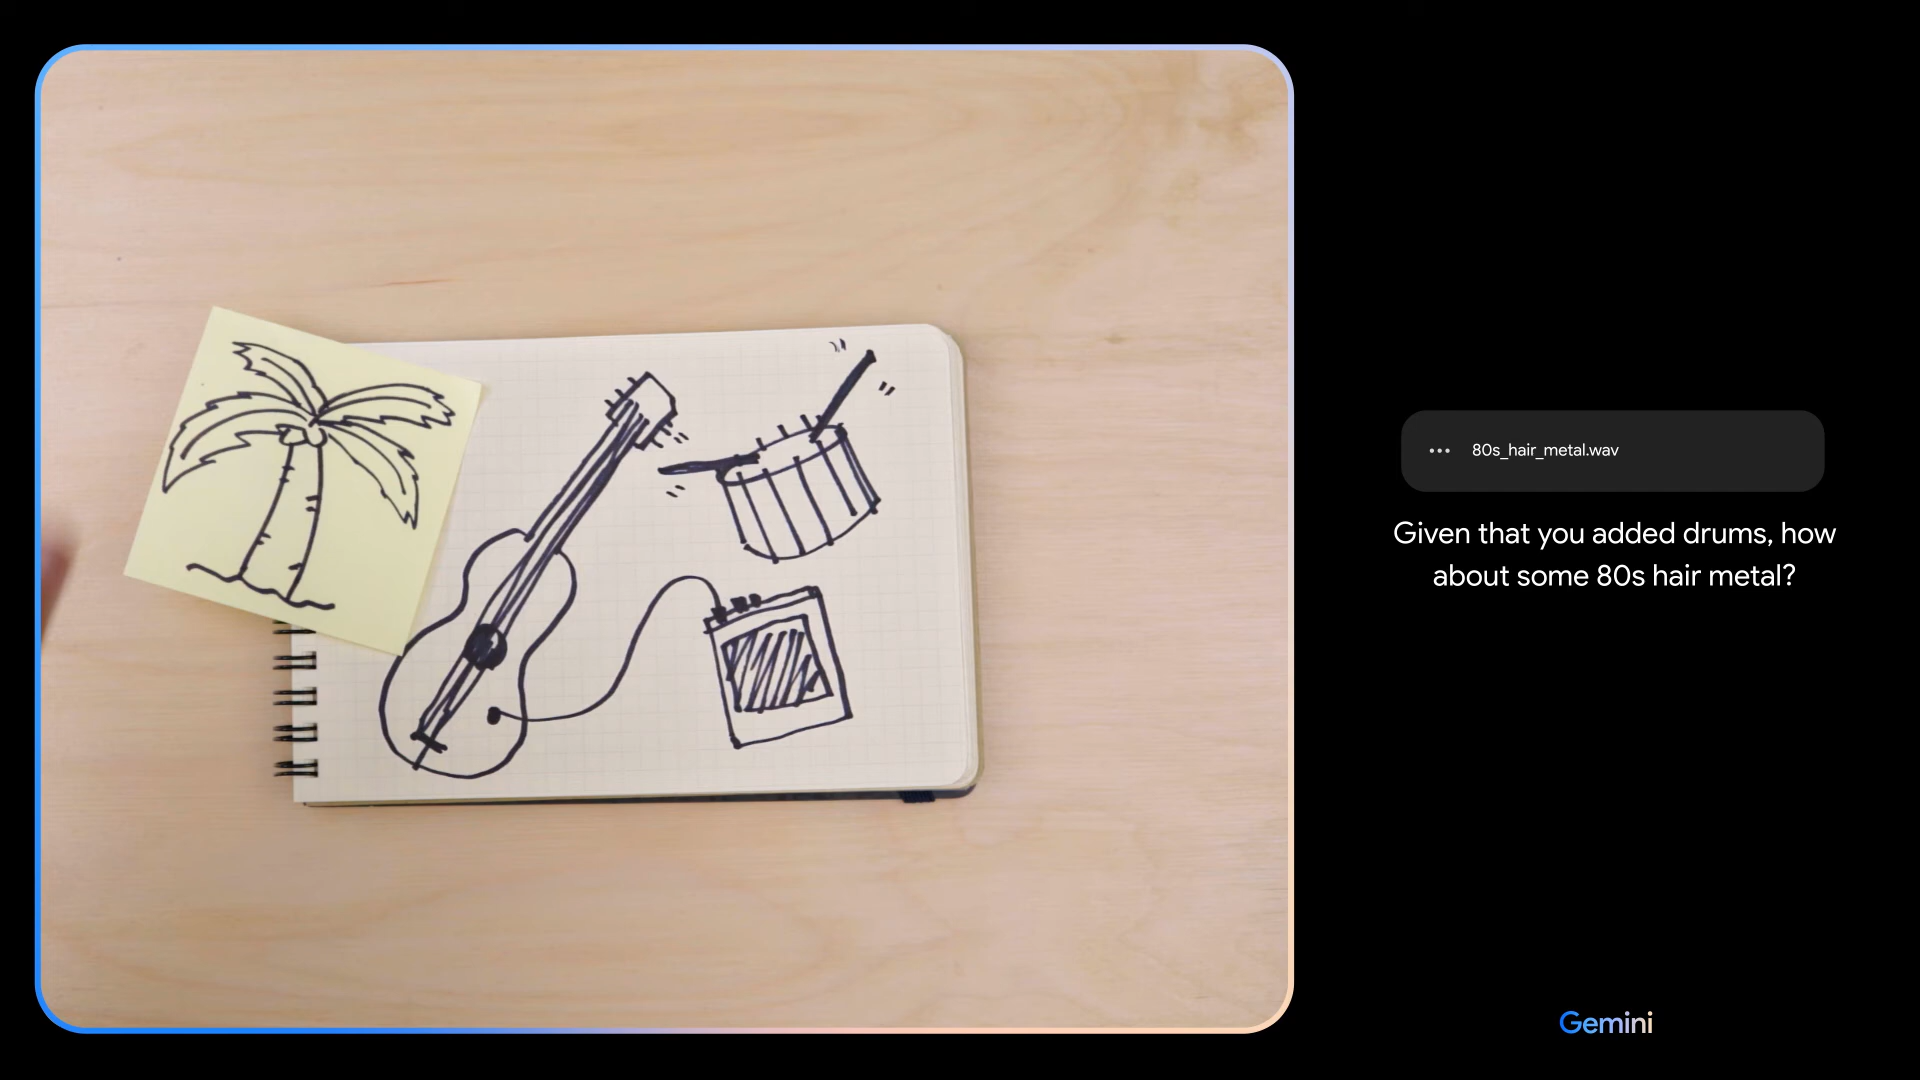 80s_hair_metal.wav
Given that you added drums, how
about some 80s hair metal?
Gemini